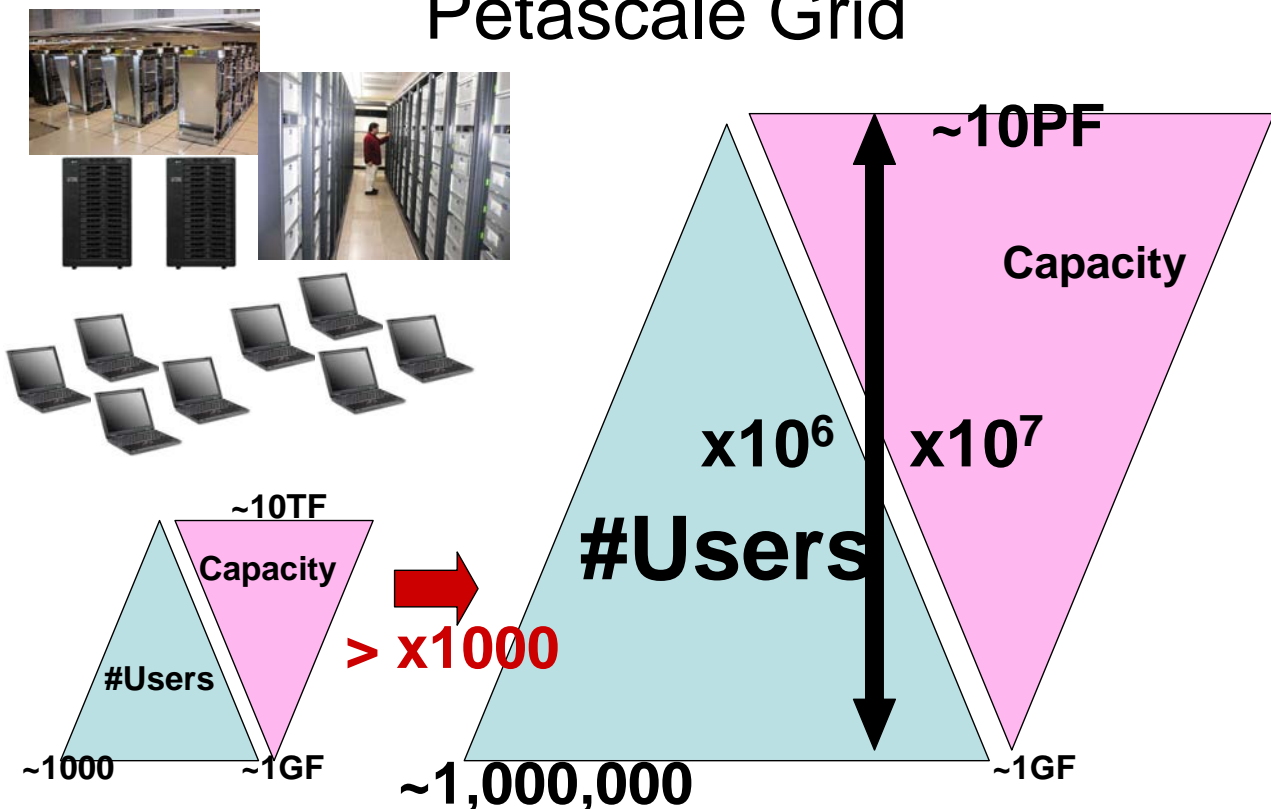 Petascale Grid
~10PF
Capacity
x10⁶
x10⁷
#Users
~10TF
Capacity
> x1000
#Users
~1000
~1GF
~1,000,000
~1GF